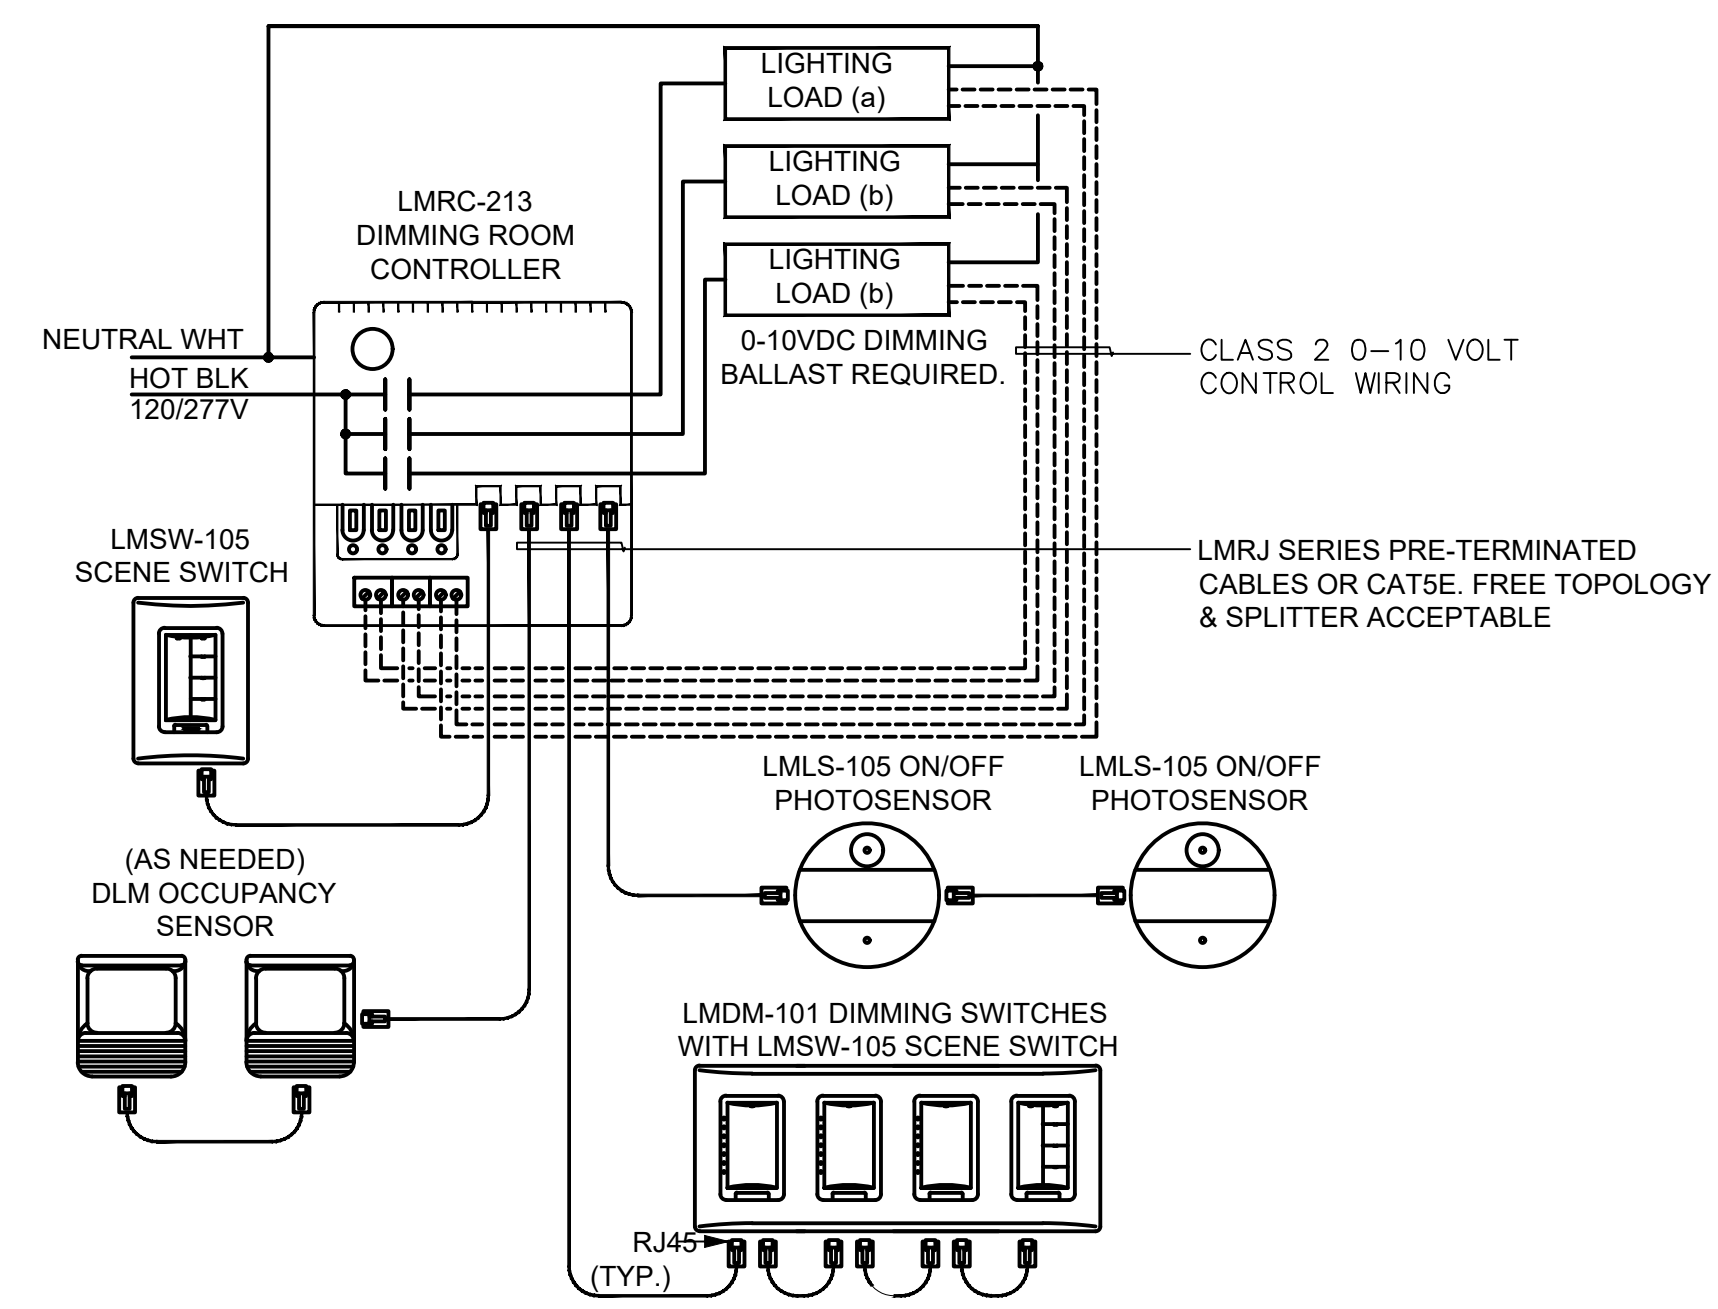 LIGHTING
LOAD (a)
LIGHTING
LOAD (b)
LIGHTING
LOAD (b)
LMRC-213
DIMMING ROOM
CONTROLLER
NEUTRAL WHT
HOT BLK
120/277V
0-10VDC DIMMING
BALLAST REQUIRED.
CLASS 2 0-10 VOLT
CONTROL WIRING
LMSW-105
SCENE SWITCH
LMRJ SERIES PRE-TERMINATED
CABLES OR CAT5E. FREE TOPOLOGY
& SPLITTER ACCEPTABLE
LMLS-105 ON/OFF
PHOTOSENSOR
LMLS-105 ON/OFF
PHOTOSENSOR
(AS NEEDED)
DLM OCCUPANCY
SENSOR
LMDM-101 DIMMING SWITCHES
WITH LMSW-105 SCENE SWITCH
RJ45
(TYP.)